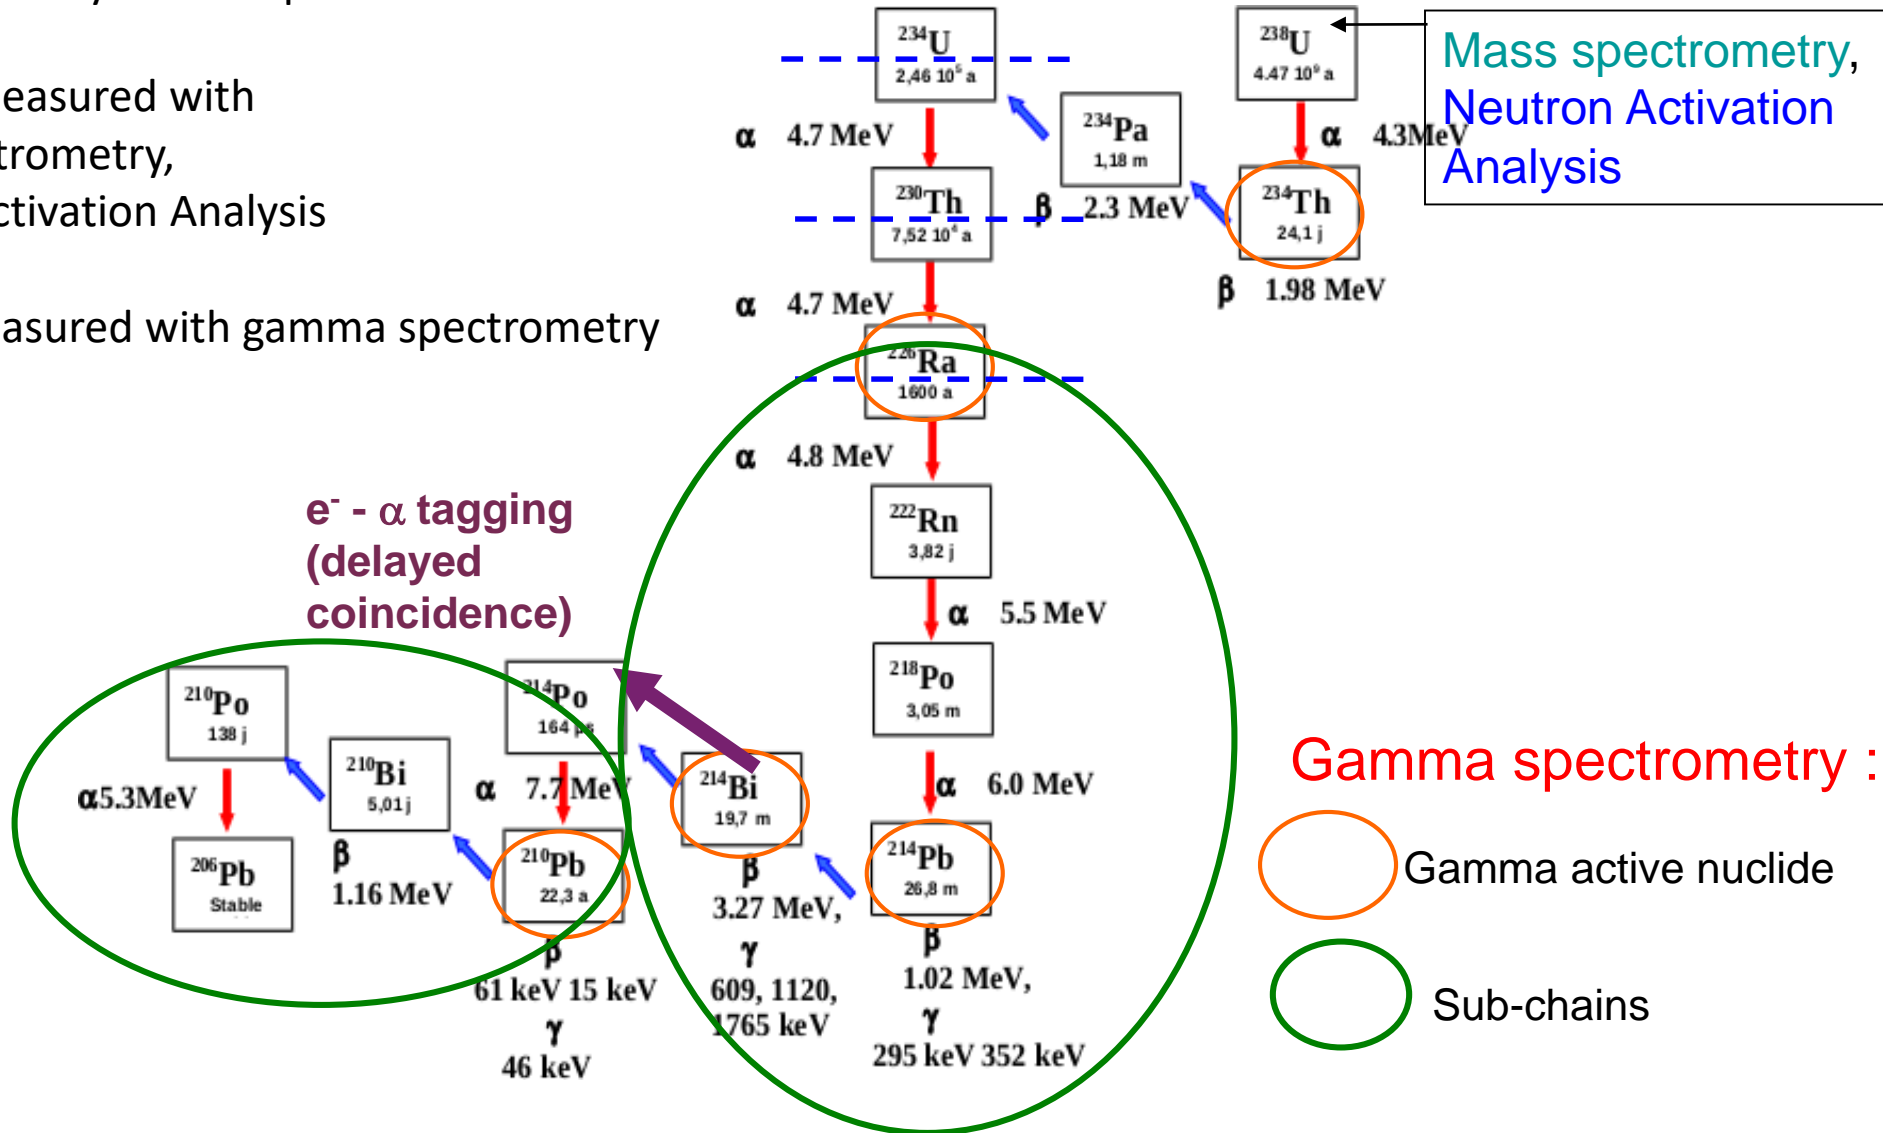 easured with
trometry,
ctivation Analysis
asured with gamma spectrometry
²³⁴U
2,46 10⁵ a
²³⁸U
4.47 10⁹ a
Mass spectrometry,
Neutron Activation
Analysis
α 4.7 MeV
²³⁴Pa
1,18 m
α 4.3MeV
²³⁰Th
7,52 10⁴ a
β 2.3 MeV
²³⁴Th
24,1 j
β 1.98 MeV
α 4.7 MeV
²²⁶Ra
1600 a
α 4.8 MeV
e⁻ - α tagging
(delayed
coincidence)
²²²Rn
3,82 j
α 5.5 MeV
²¹⁰Po
138 j
²¹⁴Po
164 µs
²¹⁸Po
3,05 m
α5.3MeV
²¹⁰Bi
5,01 j
α 7.7 MeV
²¹⁴Bi
19,7 m
α 6.0 MeV
²⁰⁶Pb
Stable
β
1.16 MeV
²¹⁰Pb
22,3 a
β
3.27 MeV,
γ
609, 1120,
1765 keV
²¹⁴Pb
26,8 m
β
1.02 MeV,
γ
295 keV 352 keV
β
61 keV 15 keV
γ
46 keV
Gamma spectrometry :
Gamma active nuclide
Sub-chains